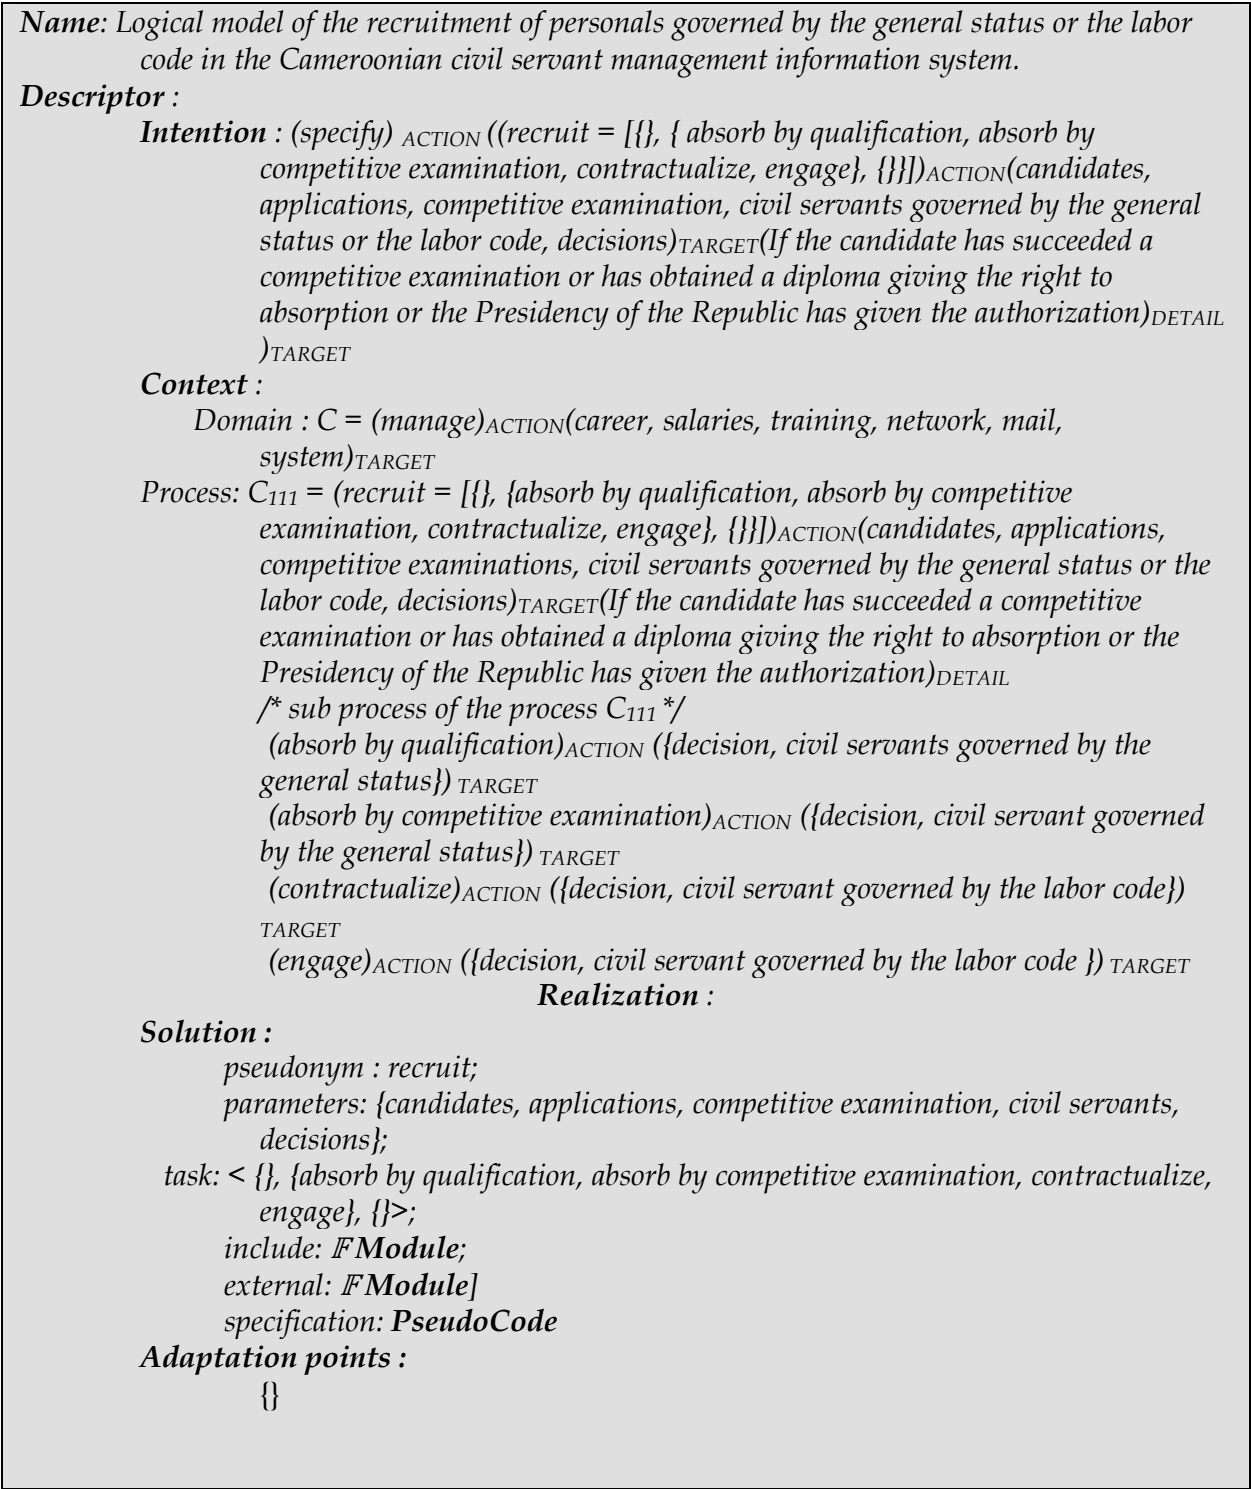 Name: Logical model of the recruitment of personals governed by the general status or the labor
code in the Cameroonian civil servant management information system.
Descriptor :
Intention : (specify) ACTION ((recruit = [{}, { absorb by qualification, absorb by
competitive examination, contractualize, engage}, {}}])ACTION(candidates,
applications, competitive examination, civil servants governed by the general
status or the labor code, decisions)TARGET(If the candidate has succeeded a
competitive examination or has obtained a diploma giving the right to
absorption or the Presidency of the Republic has given the authorization)DETAIL
)TARGET
Context :
Domain : C = (manage)ACTION(career, salaries, training, network, mail,
system)TARGET
Process: C111 = (recruit = [{}, {absorb by qualification, absorb by competitive
examination, contractualize, engage}, {}}])ACTION(candidates, applications,
competitive examinations, civil servants governed by the general status or the
labor code, decisions)TARGET(If the candidate has succeeded a competitive
examination or has obtained a diploma giving the right to absorption or the
Presidency of the Republic has given the authorization)DETAIL
/* sub process of the process C111 */
(absorb by qualification)ACTION ({decision, civil servants governed by the
general status}) TARGET
(absorb by competitive examination)ACTION ({decision, civil servant governed
by the general status}) TARGET
(contractualize)ACTION ({decision, civil servant governed by the labor code})
TARGET
(engage)ACTION ({decision, civil servant governed by the labor code }) TARGET
Realization :
Solution :
pseudonym : recruit;
parameters: {candidates, applications, competitive examination, civil servants,
decisions};
task: < {}, {absorb by qualification, absorb by competitive examination, contractualize,
engage}, {}>;
include: 𝔽 Module;
external: 𝔽 Module]
specification: PseudoCode
Adaptation points :
{}